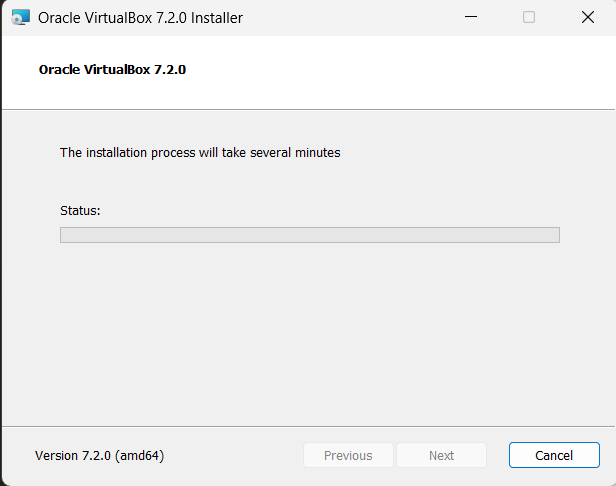 Oracle VirtualBox 7.2.0 Installer
Oracle VirtualBox 7.2.0
The installation process will take several minutes
Status:
Version 7.2.0 (amd64)
Previous
Next
Cancel